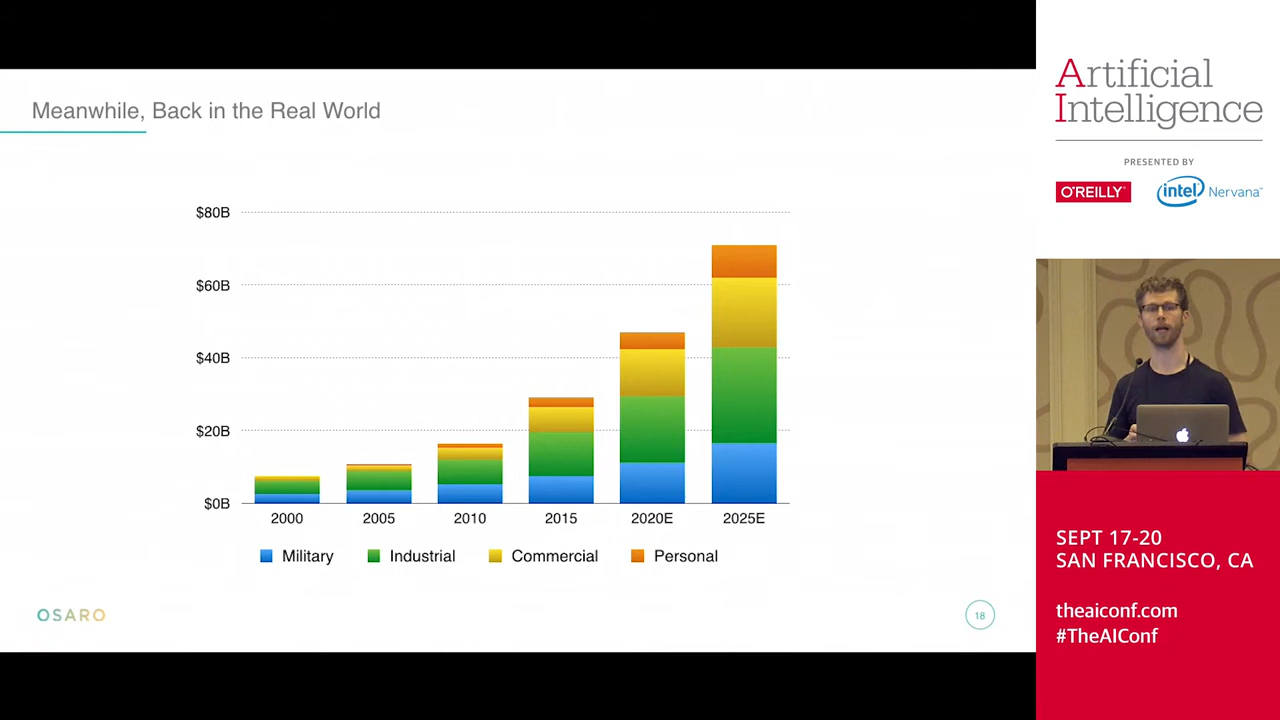 Meanwhile, Back in the Real World
$80B
$60B
$40B
$20B
$0B
2000 2005 2010 2015 2020E 2025E
Military Industrial Commercial Personal
OSARO
18
Artificial
Intelligence
PRESENTED BY
O'REILLY intel Nervana™
SEPT 17-20
SAN FRANCISCO, CA
theaiconf.com
#TheAIConf